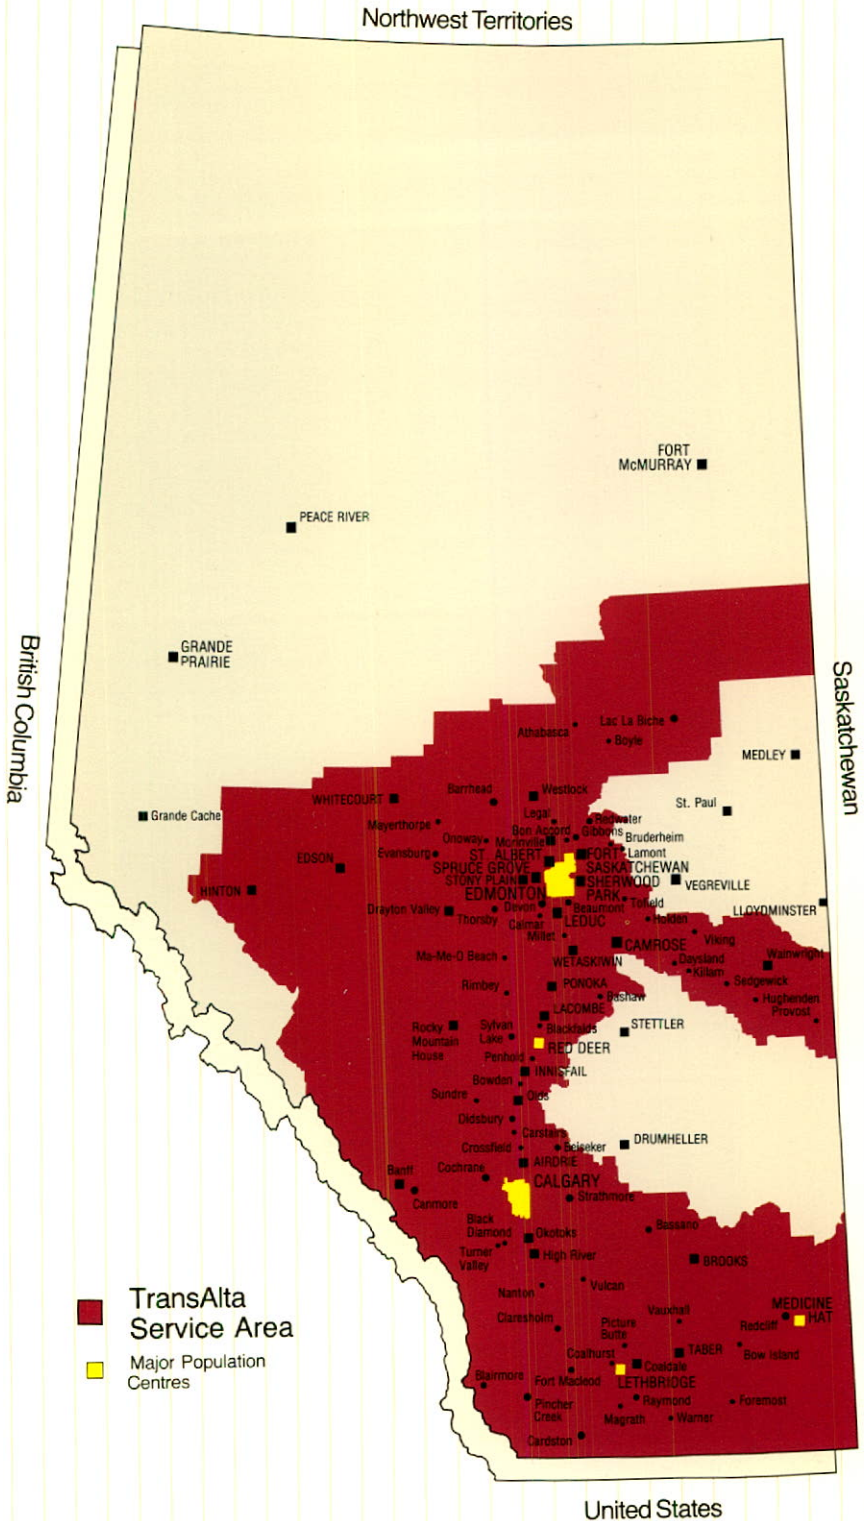 Northwest Territories
FORT
McMURRAY
PEACE RIVER
GRANDE
PRAIRIE
British Columbia
Saskatchewan
Athabasca
Lac La Biche
Boyle
MEDLEY
WHITECOURT
Barrhead
Westlock
St. Paul
Grande Cache
Mayerthorpe
Legal
Redwater
Bon Accord
Gibbons
Onoway
Morinville
Bruderheim
Evansburg
ST. ALBERT
FORT
SASKATCHEWAN
Lamont
EDSON
SPRUCE GROVE
STONY PLAIN
SHERWOOD
PARK
VEGREVILLE
HINTON
EDMONTON
Tofield
LLOYDMINSTER
Drayton Valley
Devon
Beaumont
Thorsby
Calmar
LEDUC
Holden
Millet
CAMROSE
Viking
Ma-Me-O Beach
WETASKIWIN
Daysland
Wainwright
Killam
Sedgewick
Rimbey
PONOKA
Bashaw
Hughenden
Provost
LACOMBE
Rocky
Mountain
House
Sylvan
Lake
Blackfalds
STETTLER
RED DEER
Penhold
INNISFAIL
Bowden
Sundre
Olds
Didsbury
Carstairs
DRUMHELLER
Crossfield
Beiseker
AIRDRIE
Banff
Cochrane
CALGARY
Canmore
Strathmore
Black
Diamond
Bassano
Okotoks
Turner
Valley
High River
BROOKS
Nanton
Vulcan
TransAlta
Service Area
Major Population
Centres
Claresholm
Vauxhall
MEDICINE
HAT
Redcliff
Picture
Butte
Bow Island
Coalhurst
TABER
Coaldale
Blairmore
Fort Macleod
LETHBRIDGE
Pincher
Creek
Raymond
Foremost
Magrath
Warner
Cardston
United States